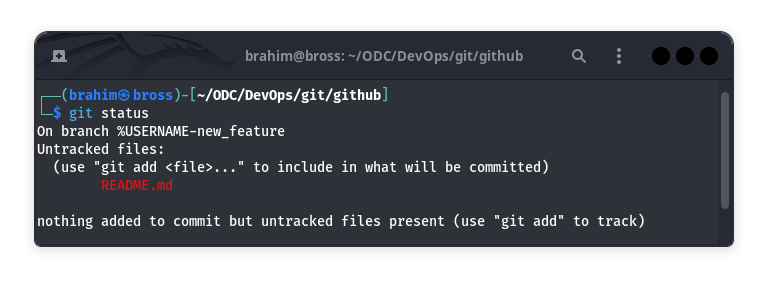 brahim@bross: ~/ODC/DevOps/git/github
┌──(brahim㉿bross)-[~/ODC/DevOps/git/github]
└─$ git status
On branch %USERNAME-new_feature
Untracked files:
  (use "git add <file>..." to include in what will be committed)
        README.md
nothing added to commit but untracked files present (use "git add" to track)